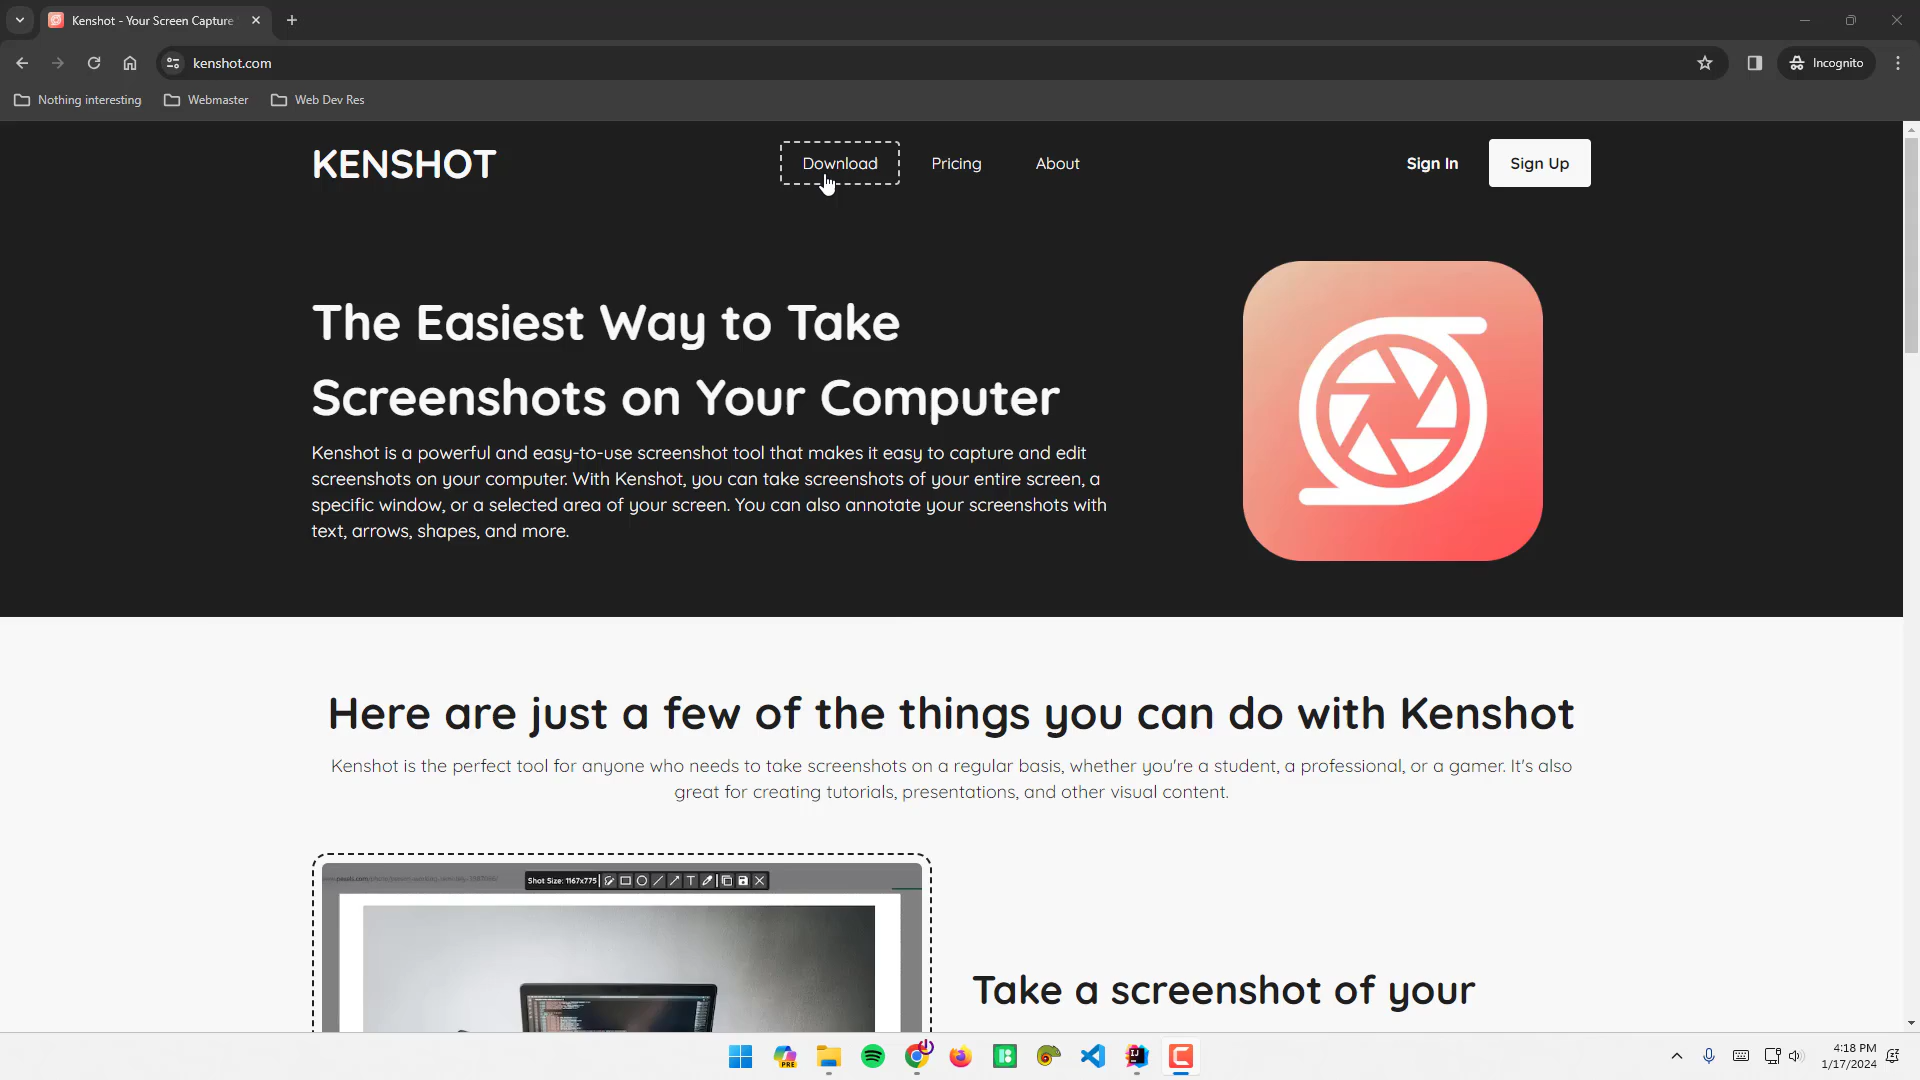 Kenshot - Your Screen Capture
kenshot.com
Incognito
Nothing interesting
Webmaster
Web Dev Res
KENSHOT
Download
Pricing
About
Sign In
Sign Up
The Easiest Way to Take
Screenshots on Your Computer
Kenshot is a powerful and easy-to-use screenshot tool that makes it easy to capture and edit
screenshots on your computer. With Kenshot, you can take screenshots of your entire screen, a
specific window, or a selected area of your screen. You can also annotate your screenshots with
text, arrows, shapes, and more.
Here are just a few of the things you can do with Kenshot
Kenshot is the perfect tool for anyone who needs to take screenshots on a regular basis, whether you're a student, a professional, or a gamer. It's also
great for creating tutorials, presentations, and other visual content.
Shot Size: 1167x775
T
Take a screenshot of your
PRE
IJ
4:18 PM
1/17/2024